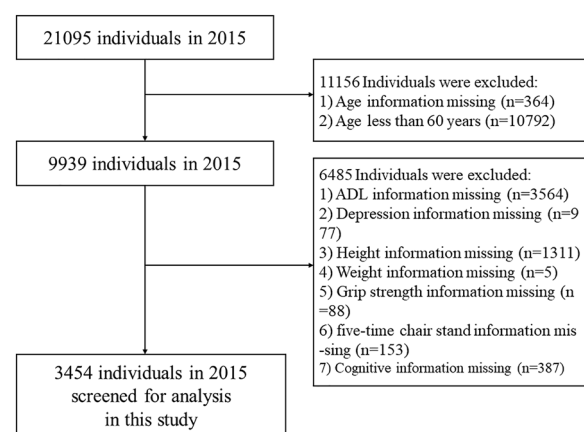 21095 individuals in 2015
11156 Individuals were excluded:
1) Age information missing (n=364)
2) Age less than 60 years (n=10792)
9939 individuals in 2015
6485 Individuals were excluded:
1) ADL information missing (n=3564)
2) Depression information missing (n=9
77)
3) Height information missing (n=1311)
4) Weight information missing (n=5)
5) Grip strength information missing (n
=88)
6) five-time chair stand information mis
-sing (n=153)
7) Cognitive information missing (n=387)
3454 individuals in 2015
screened for analysis
in this study